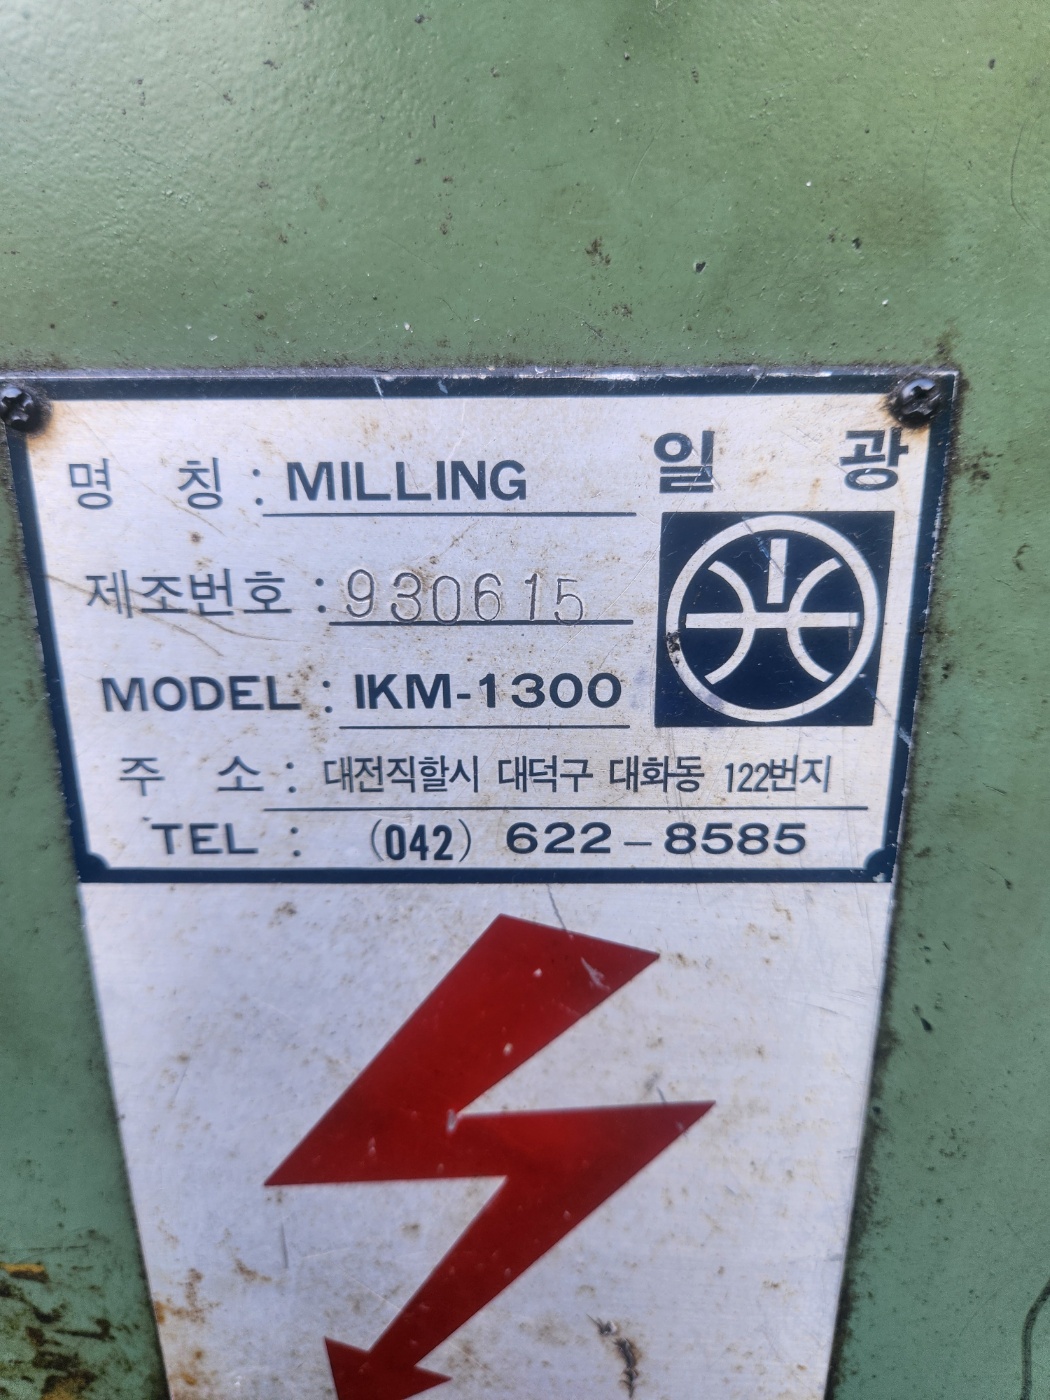 일 광
명 칭 : MILLING
제조번호 : 930615
MODEL : IKM-1300
주 소 : 대전직할시 대덕구 대화동 122번지
TEL : (042) 622-8585